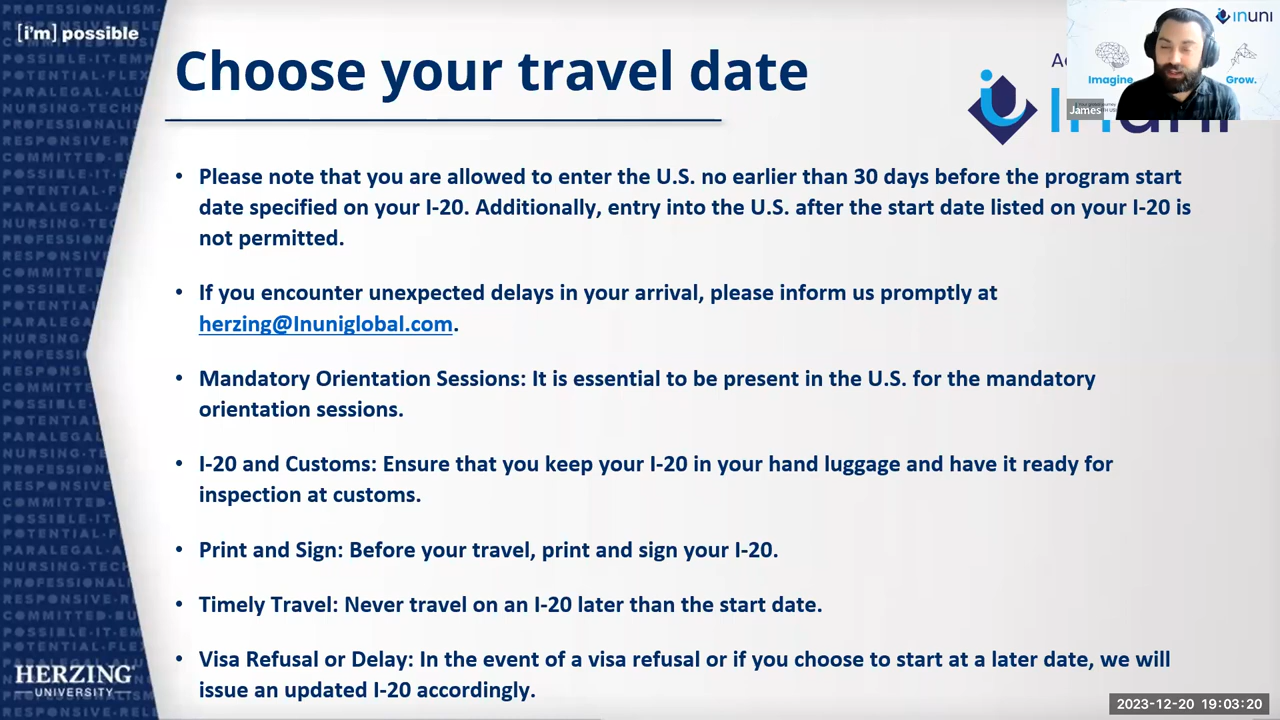 [i'm] possible
Choose your travel date
inuni
Imagine.
Grow.
James
• Please note that you are allowed to enter the U.S. no earlier than 30 days before the program start
date specified on your I-20. Additionally, entry into the U.S. after the start date listed on your I-20 is
not permitted.
• If you encounter unexpected delays in your arrival, please inform us promptly at
herzing@Inuniglobal.com.
• Mandatory Orientation Sessions: It is essential to be present in the U.S. for the mandatory
orientation sessions.
• I-20 and Customs: Ensure that you keep your I-20 in your hand luggage and have it ready for
inspection at customs.
• Print and Sign: Before your travel, print and sign your I-20.
• Timely Travel: Never travel on an I-20 later than the start date.
• Visa Refusal or Delay: In the event of a visa refusal or if you choose to start at a later date, we will
issue an updated I-20 accordingly.
HERZING
UNIVERSITY
2023-12-20 19:03:20